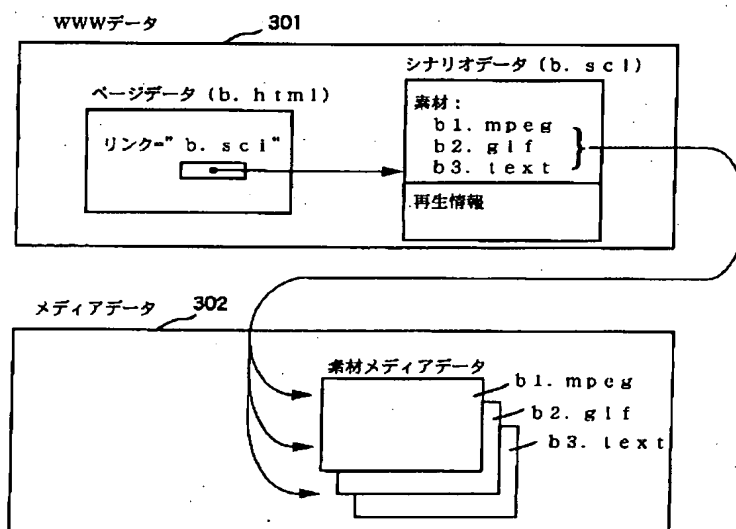 WWWデータ 301
シナリオデータ (b. scl)
ページデータ (b. html)
素材:
b1. mpeg
リンク="b. scl"
b2. gif
b3. text
再生情報
メディアデータ 302
素材メディアデータ
b1. mpeg
b2. gif
b3. text